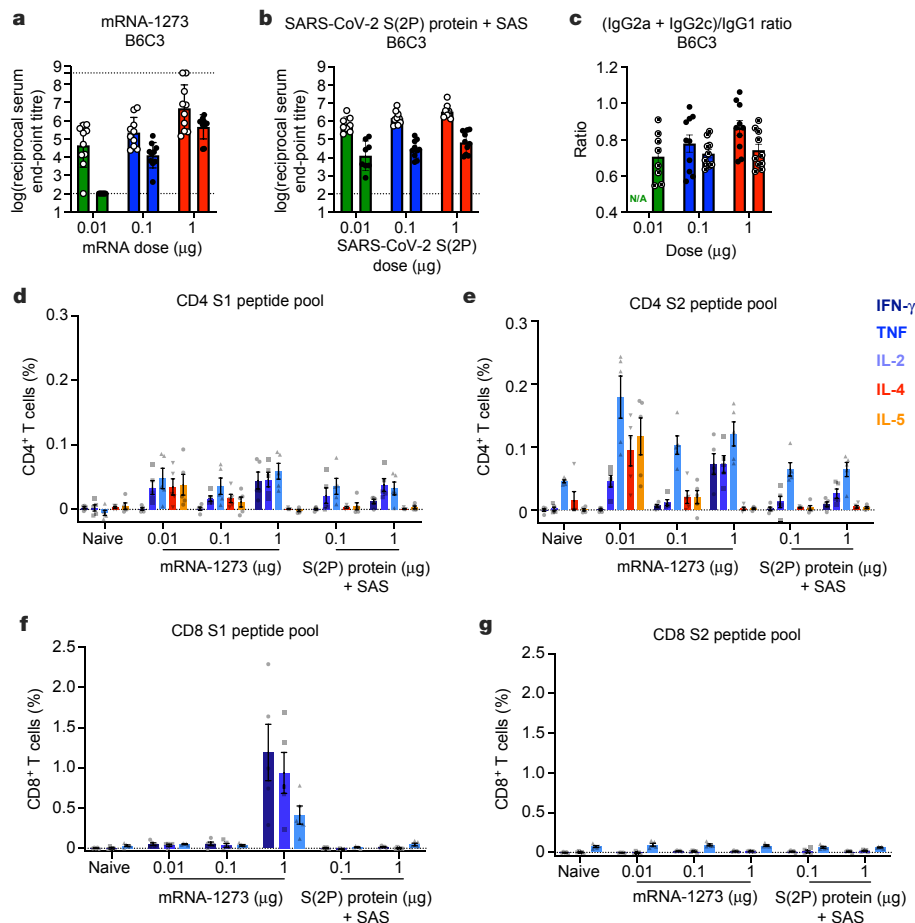 a
mRNA-1273
B6C3
log(reciprocal serum
end-point titre)
9
8
7
6
5
4
3
2
1
0.01
0.1
1
mRNA dose (μg)
b
SARS-CoV-2 S(2P) protein + SAS
B6C3
log(reciprocal serum
end-point titre)
9
8
7
6
5
4
3
2
1
0.01
0.1
1
SARS-CoV-2 S(2P)
dose (μg)
c
(IgG2a + IgG2c)/IgG1 ratio
B6C3
Ratio
1.2
1.0
0.8
0.6
0.4
N/A
0.01
0.1
1
Dose (μg)
d
CD4 S1 peptide pool
CD4+ T cells (%)
0.3
0.2
0.1
0
Naive
0.01
0.1
1
0.1
1
mRNA-1273 (μg)
S(2P) protein (μg)
+ SAS
e
CD4 S2 peptide pool
CD4+ T cells (%)
0.3
0.2
0.1
0
Naive
0.01
0.1
1
0.1
1
mRNA-1273 (μg)
S(2P) protein (μg)
+ SAS
IFN-γ
TNF
IL-2
IL-4
IL-5
f
CD8 S1 peptide pool
CD8+ T cells (%)
2.5
2.0
1.5
1.0
0.5
0
Naive
0.01
0.1
1
0.1
1
mRNA-1273 (μg)
S(2P) protein (μg)
+ SAS
g
CD8 S2 peptide pool
CD8+ T cells (%)
2.5
2.0
1.5
1.0
0.5
0
Naive
0.01
0.1
1
0.1
1
mRNA-1273 (μg)
S(2P) protein (μg)
+ SAS